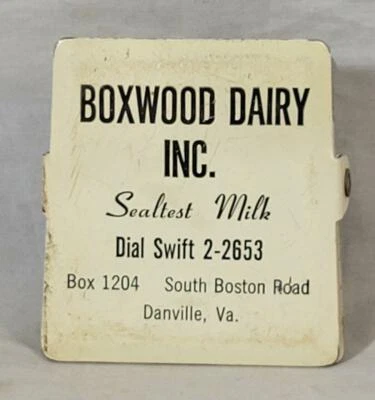 BOXWOOD DAIRY
INC.
Sealtest Milk
Dial Swift 2-2653
Box 1204 South Boston Road
Danville, Va.